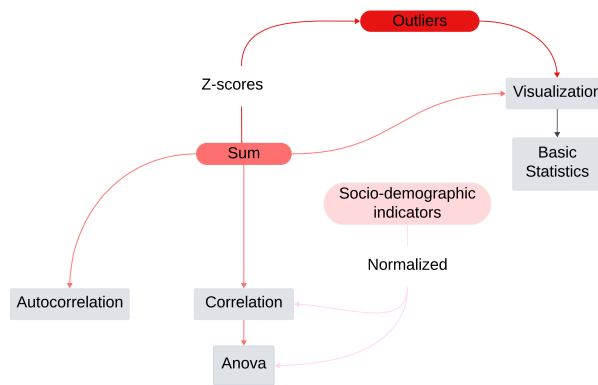 Outliers
Z-scores
Visualization
Sum
Basic
Statistics
Socio-demographic
indicators
Normalized
Autocorrelation
Correlation
Anova